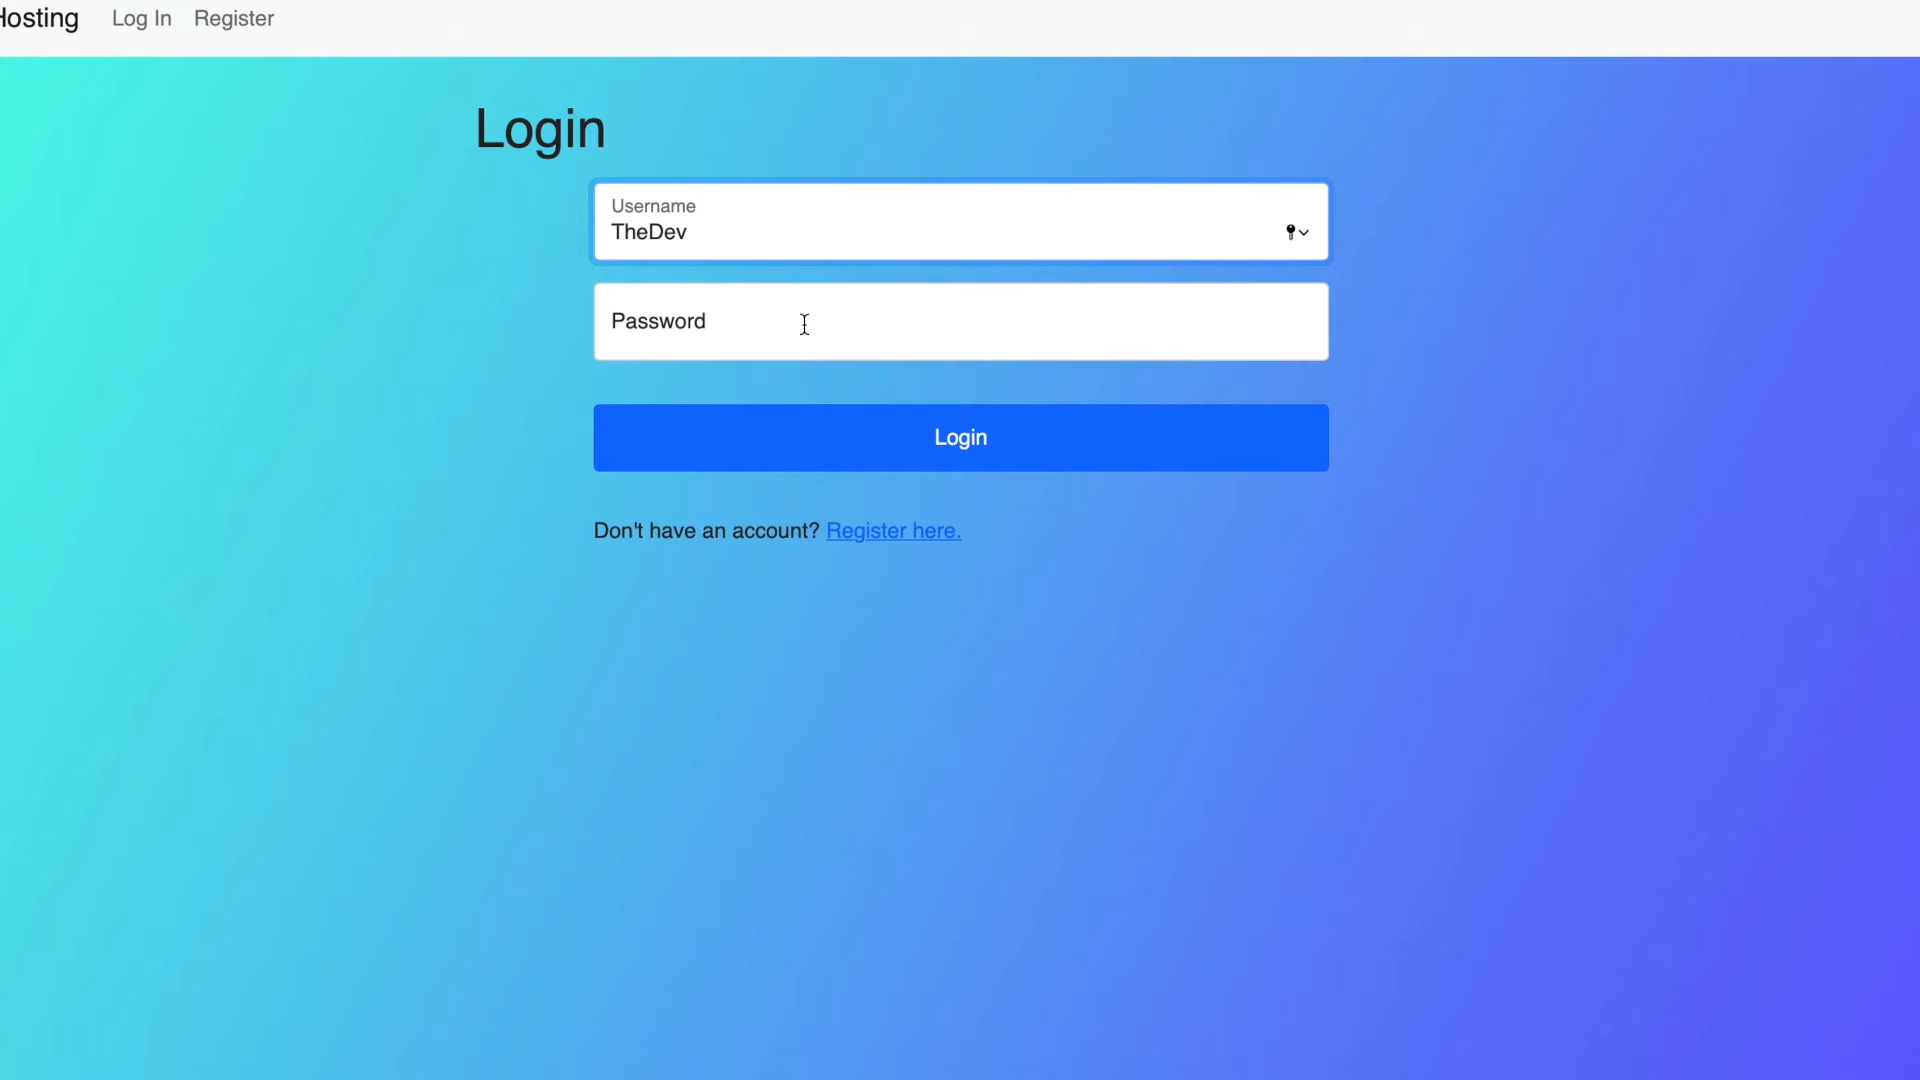 Hosting Log In Register
Login
Username
TheDev
Password
Login
Don't have an account? Register here.